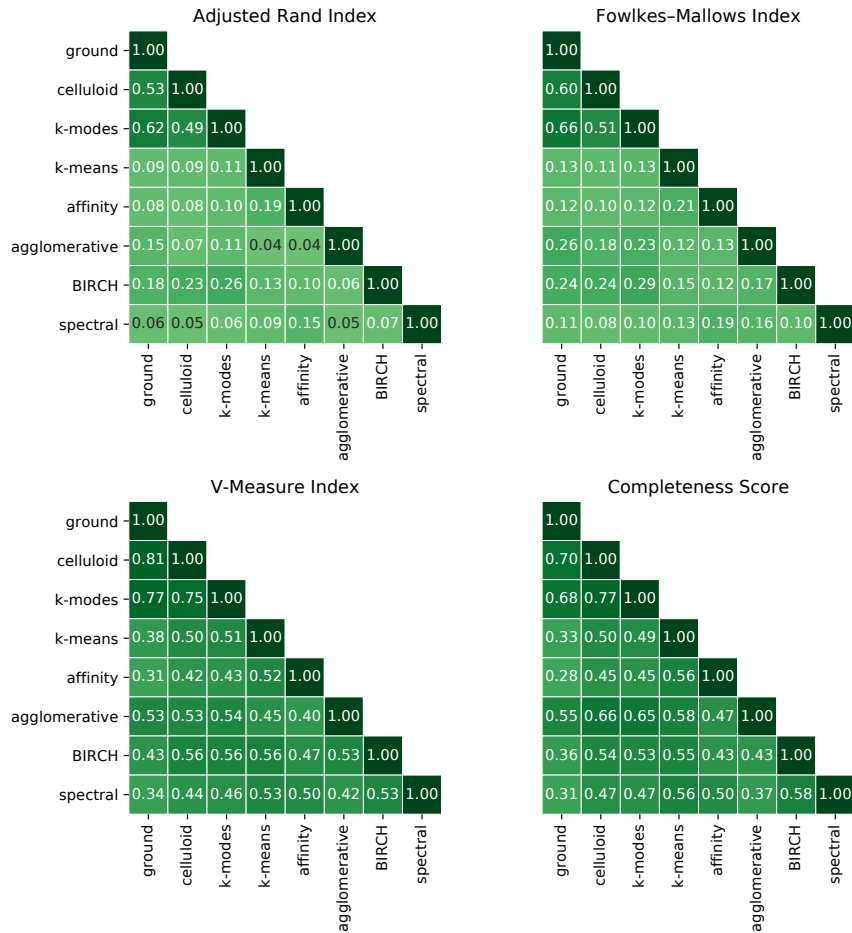 Adjusted Rand Index
ground 1.00
celluloid 0.53 1.00
k-modes 0.62 0.49 1.00
k-means 0.09 0.09 0.11 1.00
affinity 0.08 0.08 0.10 0.19 1.00
agglomerative 0.15 0.07 0.11 0.04 0.04 1.00
BIRCH 0.18 0.23 0.26 0.13 0.10 0.06 1.00
spectral 0.06 0.05 0.06 0.09 0.15 0.05 0.07 1.00
ground celluloid k-modes k-means affinity agglomerative BIRCH spectral
Fowlkes–Mallows Index
1.00
0.60 1.00
0.66 0.51 1.00
0.13 0.11 0.13 1.00
0.12 0.10 0.12 0.21 1.00
0.26 0.18 0.23 0.12 0.13 1.00
0.24 0.24 0.29 0.15 0.12 0.17 1.00
0.11 0.08 0.10 0.13 0.19 0.16 0.10 1.00
ground celluloid k-modes k-means affinity agglomerative BIRCH spectral
V-Measure Index
ground 1.00
celluloid 0.81 1.00
k-modes 0.77 0.75 1.00
k-means 0.38 0.50 0.51 1.00
affinity 0.31 0.42 0.43 0.52 1.00
agglomerative 0.53 0.53 0.54 0.45 0.40 1.00
BIRCH 0.43 0.56 0.56 0.56 0.47 0.53 1.00
spectral 0.34 0.44 0.46 0.53 0.50 0.42 0.53 1.00
ground celluloid k-modes k-means affinity agglomerative BIRCH spectral
Completeness Score
1.00
0.70 1.00
0.68 0.77 1.00
0.33 0.50 0.49 1.00
0.28 0.45 0.45 0.56 1.00
0.55 0.66 0.65 0.58 0.47 1.00
0.36 0.54 0.53 0.55 0.43 0.43 1.00
0.31 0.47 0.47 0.56 0.50 0.37 0.58 1.00
ground celluloid k-modes k-means affinity agglomerative BIRCH spectral